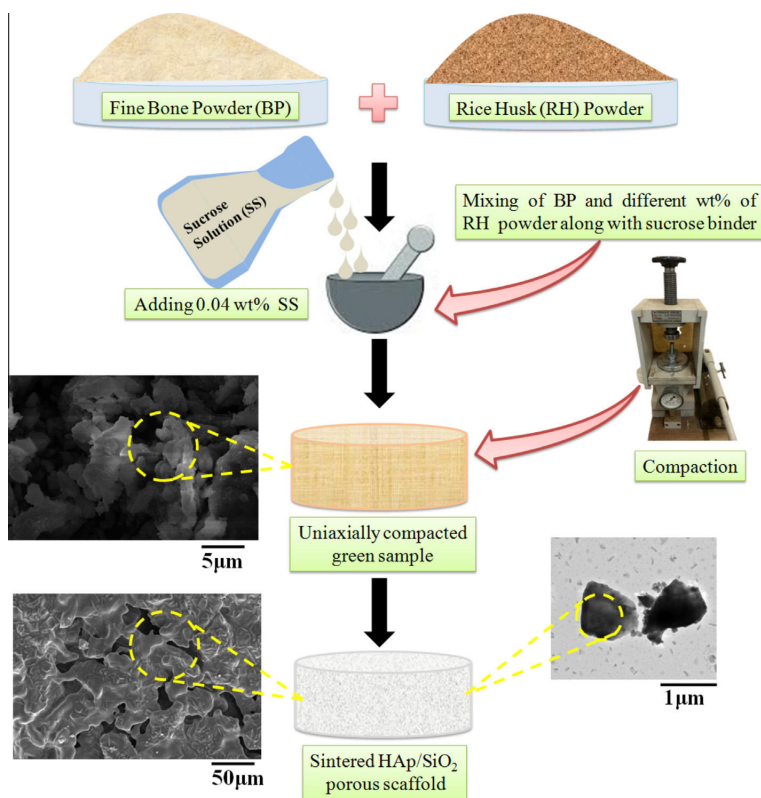 Fine Bone Powder (BP)
Rice Husk (RH) Powder
Sucrose
Solution (SS)
Mixing of BP and different wt% of
RH powder along with sucrose binder
Adding 0.04 wt% SS
Compaction
Uniaxially compacted
green sample
5μm
1μm
50μm
Sintered HAp/SiO₂
porous scaffold